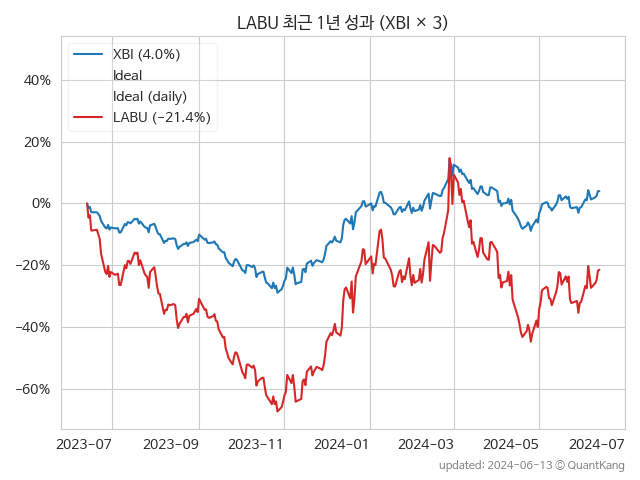 LABU 최근 1년 성과 (XBI × 3)
XBI (4.0%)
Ideal
Ideal (daily)
LABU (−21.4%)
40%
20%
0%
−20%
−40%
−60%
2023-07 2023-09 2023-11 2024-01 2024-03 2024-05 2024-07
updated: 2024-06-13 © QuantKang